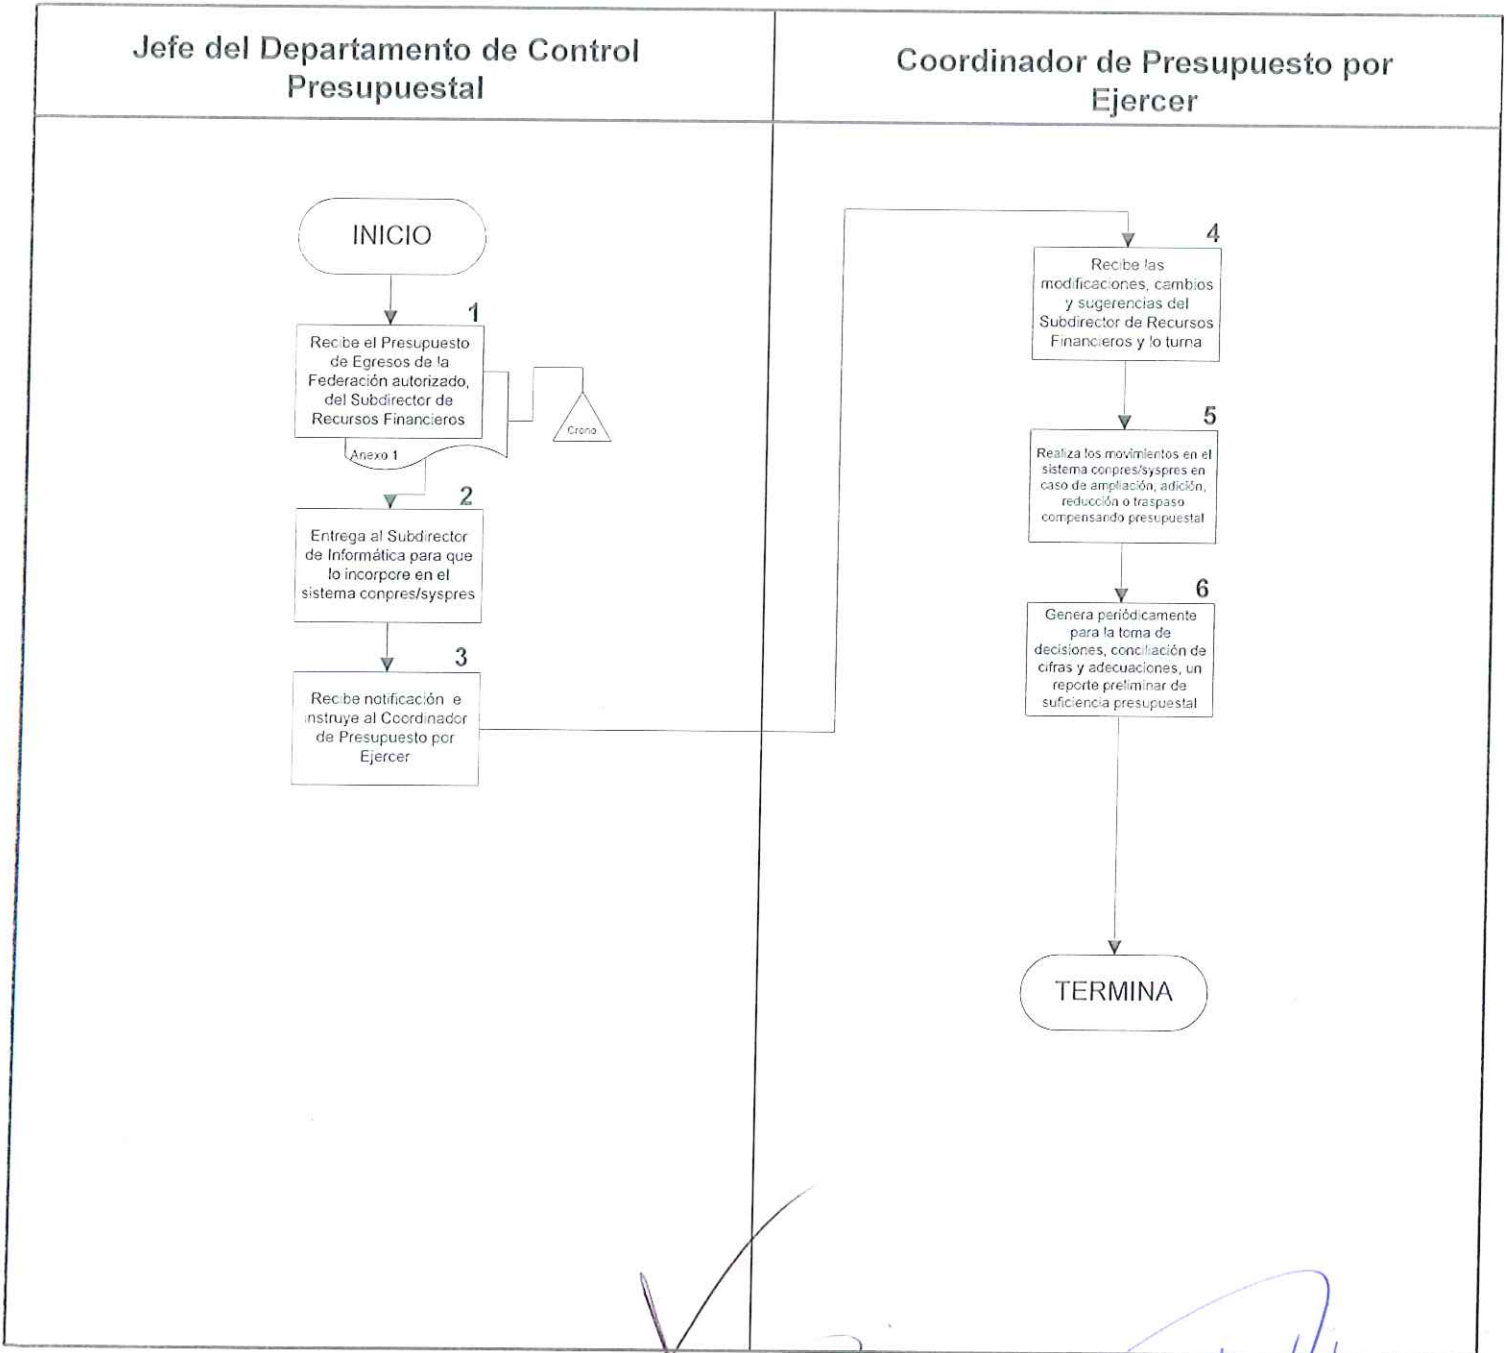 Jefe del Departamento de Control
Presupuestal
Coordinador de Presupuesto por
Ejercer
INICIO
1
Recibe el Presupuesto
de Egresos de la
Federación autorizado,
del Subdirector de
Recursos Financieros
Anexo 1
Crono
2
Entrega al Subdirector
de Informática para que
lo incorpore en el
sistema conpres/syspres
3
Recibe notificación e
instruye al Coordinador
de Presupuesto por
Ejercer
4
Recibe las
modificaciones, cambios
y sugerencias del
Subdirector de Recursos
Financieros y lo turna
5
Realiza los movimientos en el
sistema conpres/syspres en
caso de ampliación, adición,
reducción o traspaso
compensando presupuestal
6
Genera periódicamente
para la toma de
decisiones, conciliación de
cifras y adecuaciones, un
reporte preliminar de
suficiencia presupuestal
TERMINA